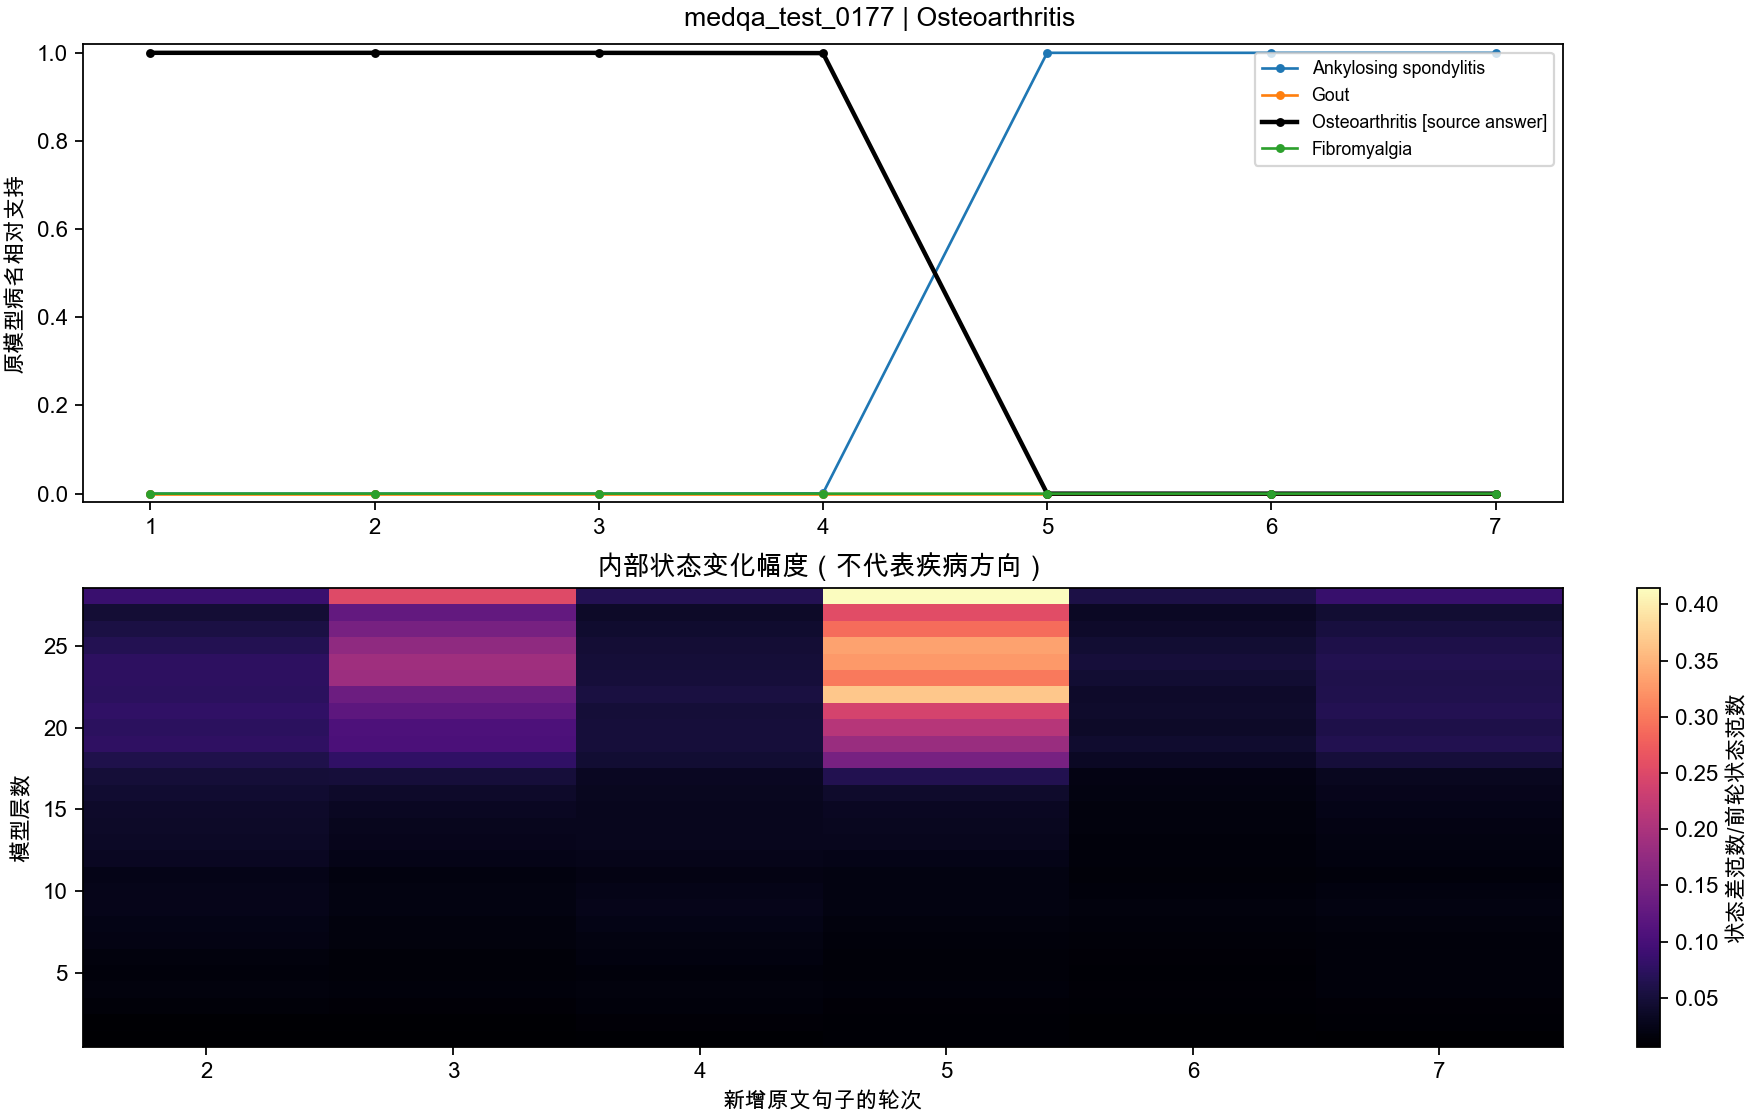 medqa_test_0177 | Osteoarthritis
原模型病名相对支持
1.0
0.8
0.6
0.4
0.2
0.0
Ankylosing spondylitis
Gout
Osteoarthritis [source answer]
Fibromyalgia
1 2 3 4 5 6 7
内部状态变化幅度（不代表疾病方向）
模型层数
25
20
15
10
5
2 3 4 5 6 7
新增原文句子的轮次
0.40
0.35
0.30
0.25
0.20
0.15
0.10
0.05
状态差范数/前轮状态范数